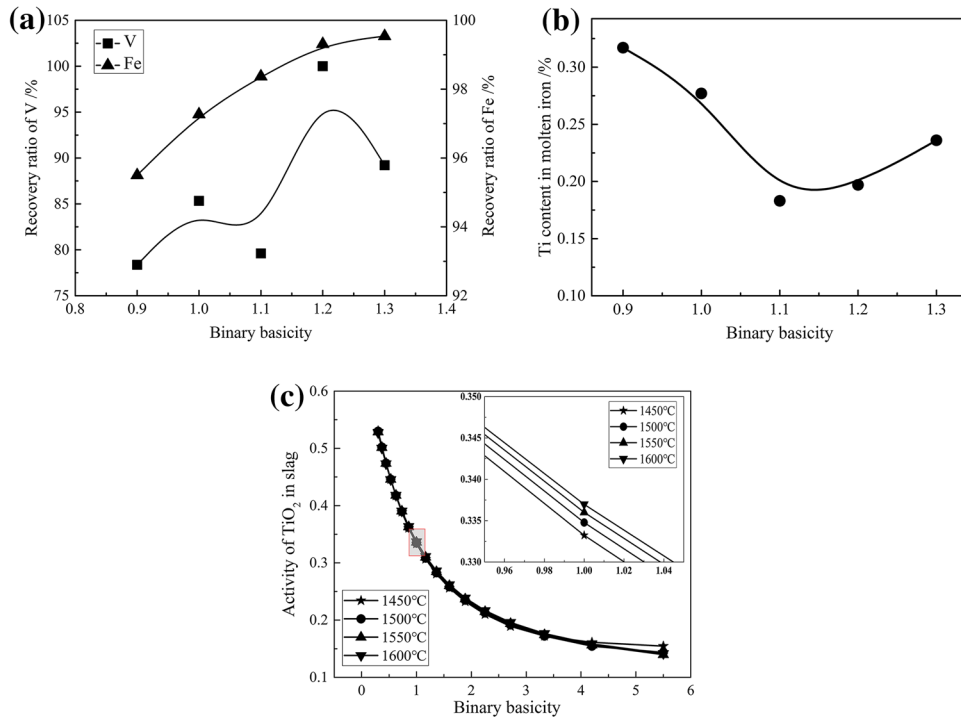 (a)
105
100
95
90
85
80
75
Recovery ratio of V /%
V
Fe
100
98
96
94
92
Recovery ratio of Fe /%
0.8 0.9 1.0 1.1 1.2 1.3 1.4
Binary basicity
(b)
0.30
0.25
0.20
0.15
0.10
Ti content in molten iron /%
0.9 1.0 1.1 1.2 1.3
Binary basicity
(c)
0.6
0.5
0.4
0.3
0.2
0.1
Activity of TiO2 in slag
0.350
0.345
0.340
0.335
0.330
1450℃
1500℃
1550℃
1600℃
0.96 0.98 1.00 1.02 1.04
1450℃
1500℃
1550℃
1600℃
0 1 2 3 4 5 6
Binary basicity